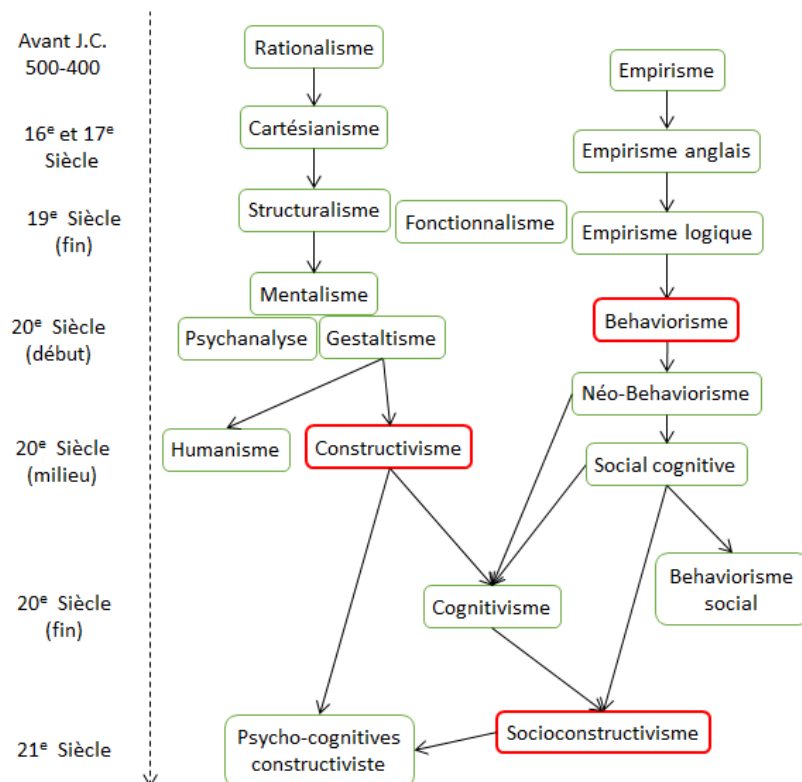 Avant J.C.
500-400
Rationalisme
Empirisme
16e et 17e
Siècle
Cartésianisme
Empirisme anglais
19e Siècle
(fin)
Structuralisme
Fonctionnalisme
Empirisme logique
Mentalisme
20e Siècle
(début)
Psychanalyse
Gestaltisme
Behaviorisme
Néo-Behaviorisme
20e Siècle
(milieu)
Humanisme
Constructivisme
Social cognitive
20e Siècle
(fin)
Cognitivisme
Behaviorisme
social
21e Siècle
Psycho-cognitives
constructiviste
Socioconstructivisme